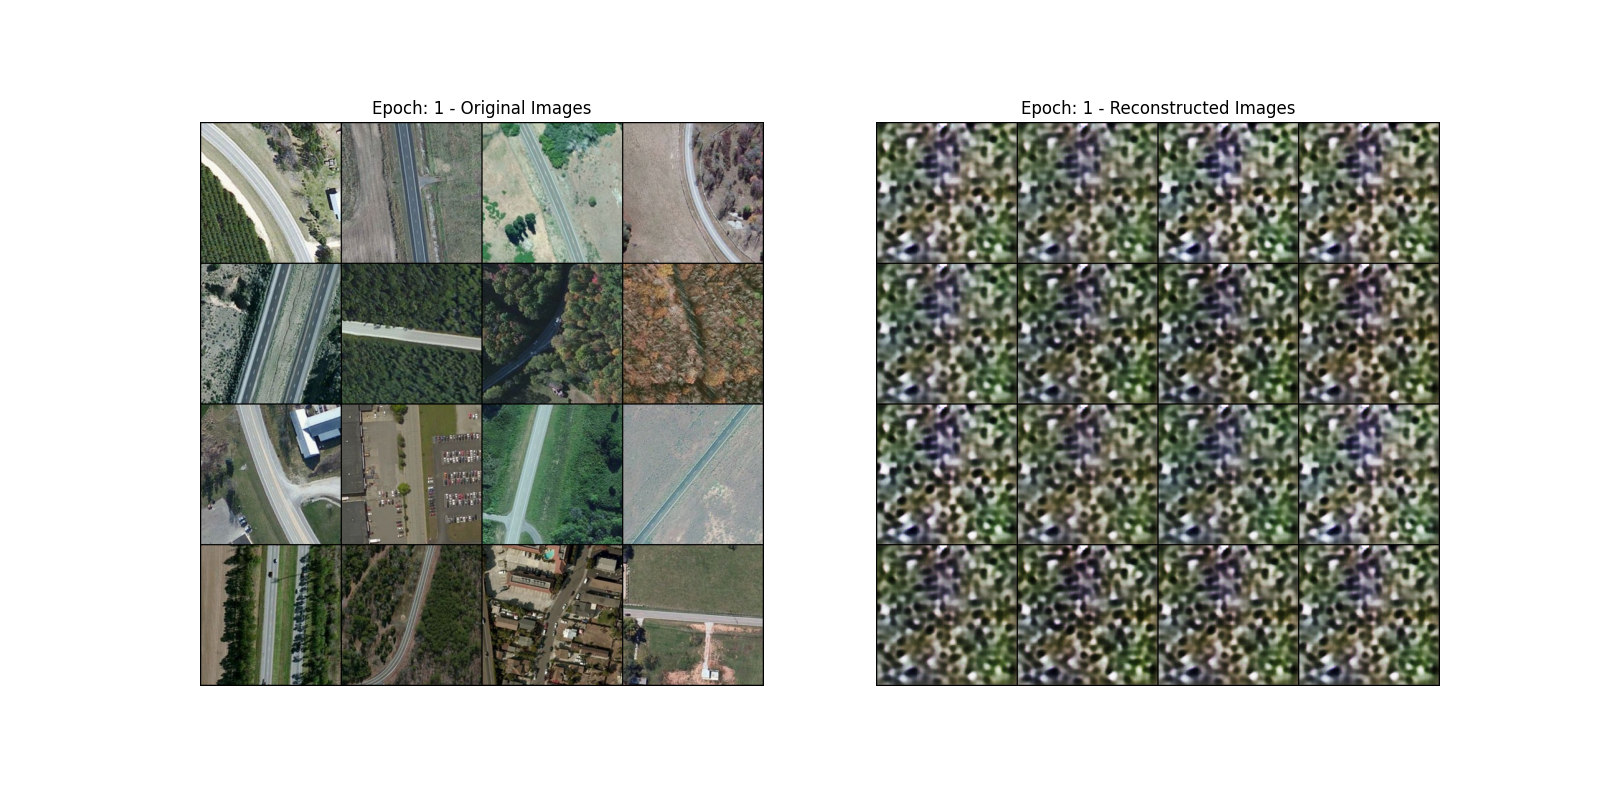 Epoch: 1 - Original Images
Epoch: 1 - Reconstructed Images